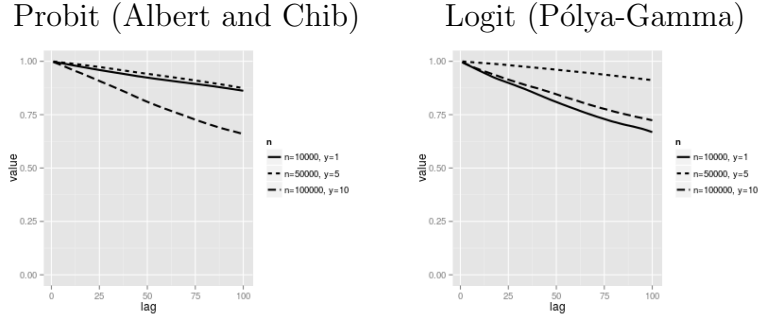 Probit (Albert and Chib)
1.00
0.75
0.50
0.25
0.00
value
0
25
50
75
100
lag
n
n=10000, y=1
n=50000, y=5
n=100000, y=10
Logit (Pólya-Gamma)
1.00
0.75
0.50
0.25
0.00
value
0
25
50
75
100
lag
n
n=10000, y=1
n=50000, y=5
n=100000, y=10